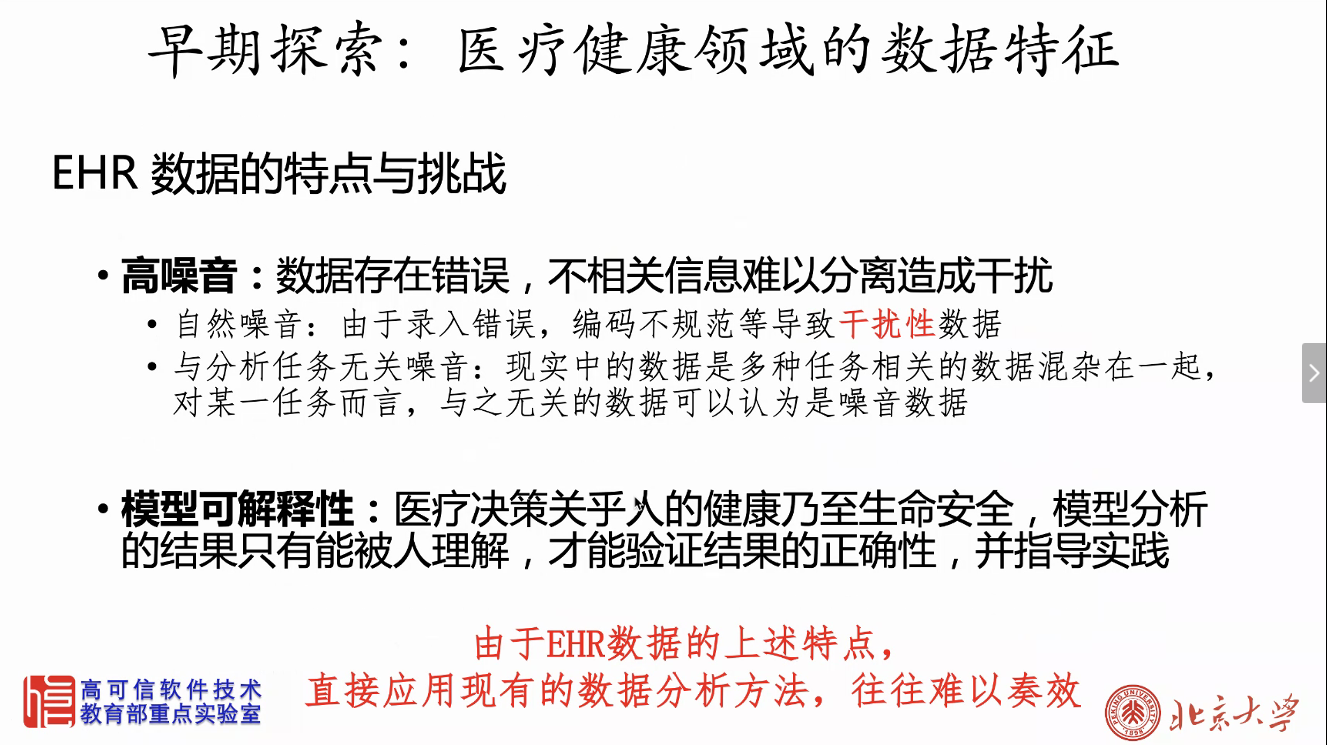 早期探索：医疗健康领域的数据特征
EHR 数据的特点与挑战
• 高噪音：数据存在错误，不相关信息难以分离造成干扰
• 自然噪音：由于录入错误，编码不规范等导致干扰性数据
• 与分析任务无关噪音：现实中的数据是多种任务相关的数据混杂在一起，
对某一任务而言，与之无关的数据可以认为是噪音数据
• 模型可解释性：医疗决策关乎人的健康乃至生命安全，模型分析
的结果只有能被人理解，才能验证结果的正确性，并指导实践
由于EHR数据的上述特点，
直接应用现有的数据分析方法，往往难以奏效
高可信软件技术
教育部重点实验室
PEKING UNIVERSITY
1898
北京大学